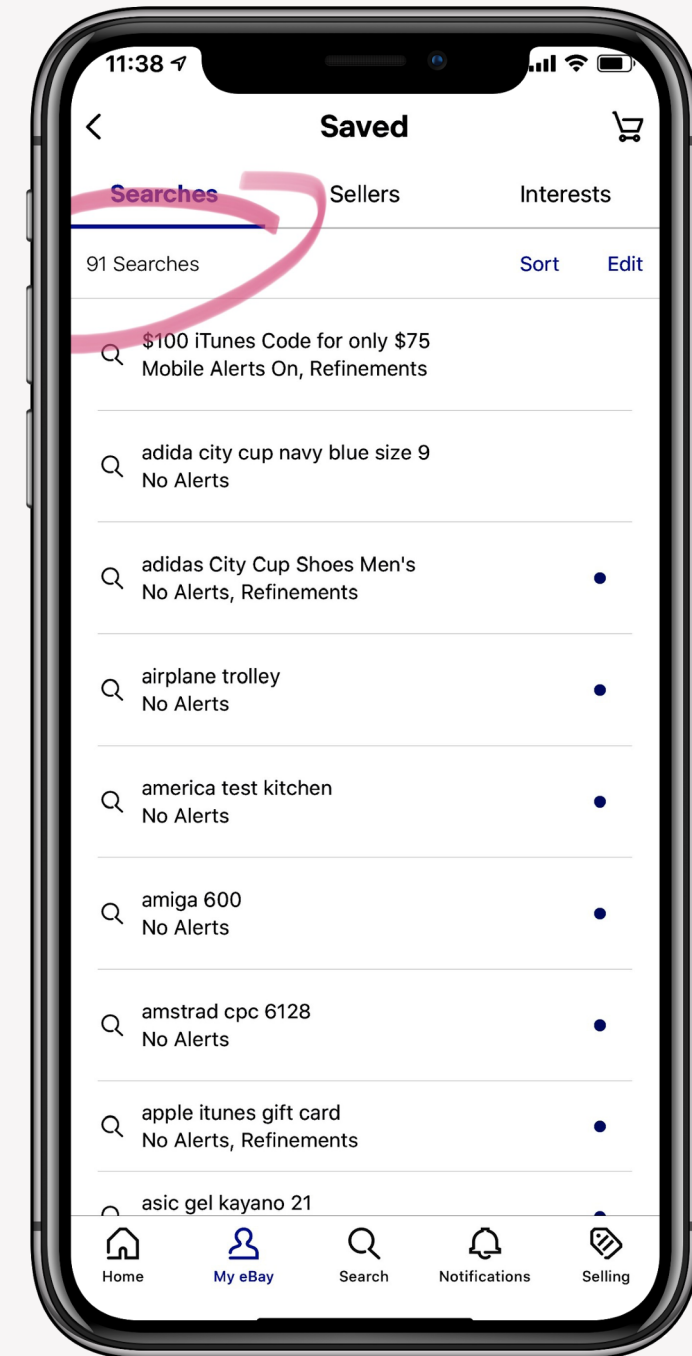 11:38
Saved
Searches Sellers Interests
91 Searches Sort Edit
$100 iTunes Code for only $75
Mobile Alerts On, Refinements
adida city cup navy blue size 9
No Alerts
adidas City Cup Shoes Men's
No Alerts, Refinements
airplane trolley
No Alerts
america test kitchen
No Alerts
amiga 600
No Alerts
amstrad cpc 6128
No Alerts
apple itunes gift card
No Alerts, Refinements
asic gel kayano 21
Home My eBay Search Notifications Selling